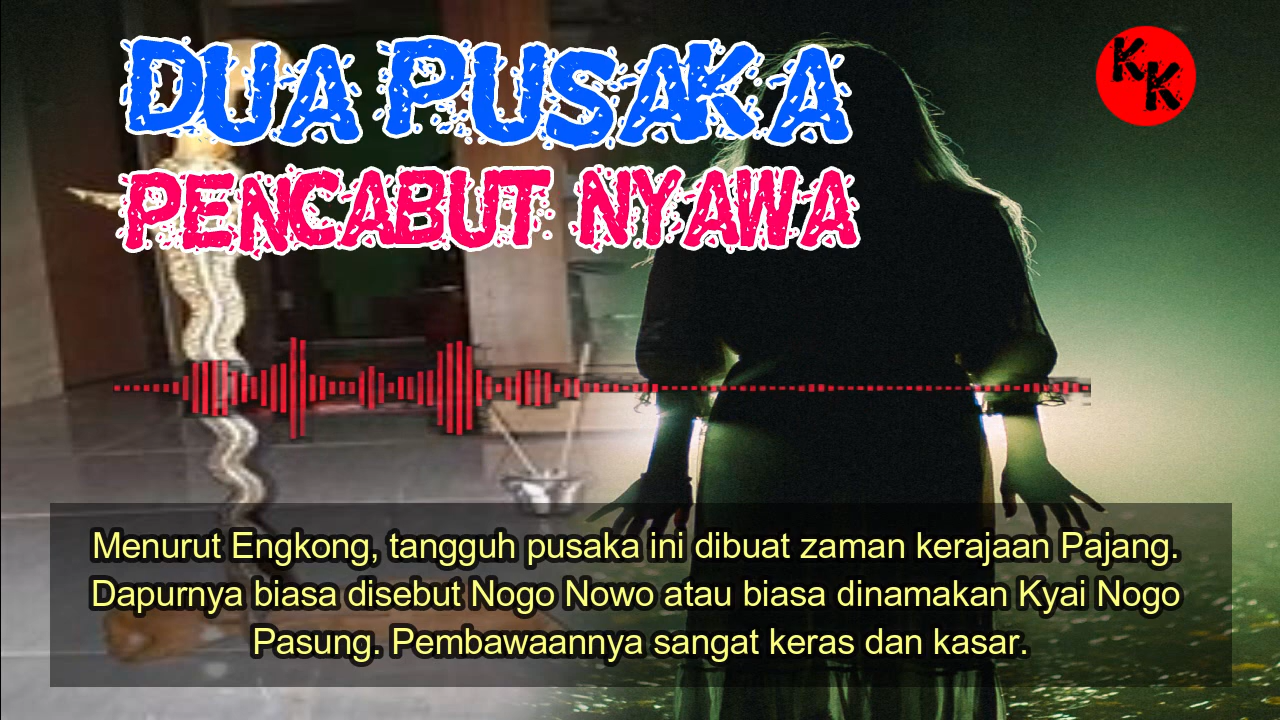 DUA PUSAKA
KK
PENCABUT NYAWA
Menurut Engkong, tangguh pusaka ini dibuat zaman kerajaan Pajang.
Dapurnya biasa disebut Nogo Nowo atau biasa dinamakan Kyai Nogo
Pasung. Pembawaannya sangat keras dan kasar.